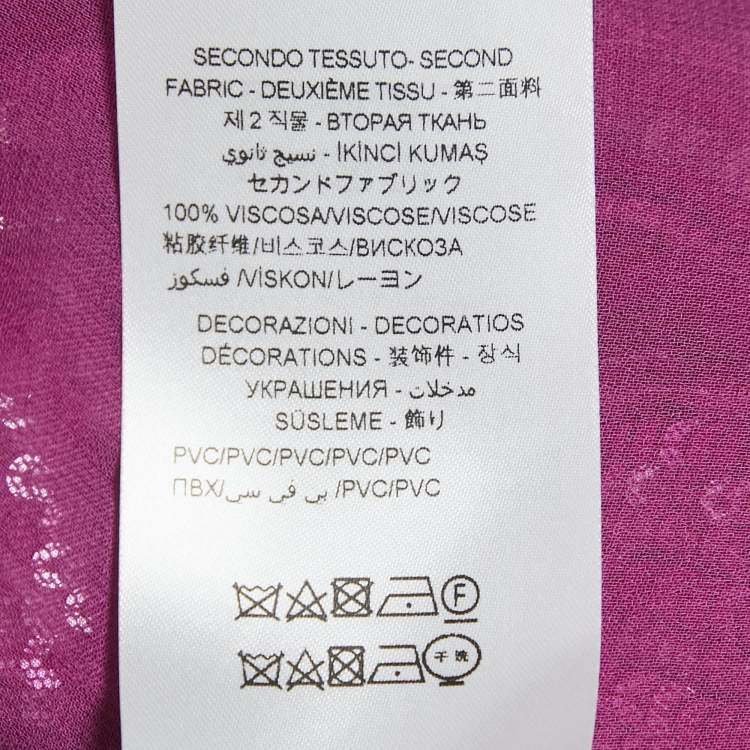 SECONDO TESSUTO- SECOND
FABRIC - DEUXIÈME TISSU - 第二面料
제 2 직물 - ВТОРАЯ ТКАНЬ
نسيج ثانوي - İKİNCİ KUMAŞ
セカンドファブリック
100% VISCOSA/VISCOSE/VISCOSE
粘胶纤维/비스코스/ВИСКОЗА
فسكوز /VİSKON/レーヨン
DECORAZIONI - DECORATIOS
DÉCORATIONS - 装饰件 - 장식
УКРАШЕНИЯ - مدخلات
SÜSLEME - 飾り
PVC/PVC/PVC/PVC/PVC
ПВХ/بي في سي /PVC/PVC
F
干洗